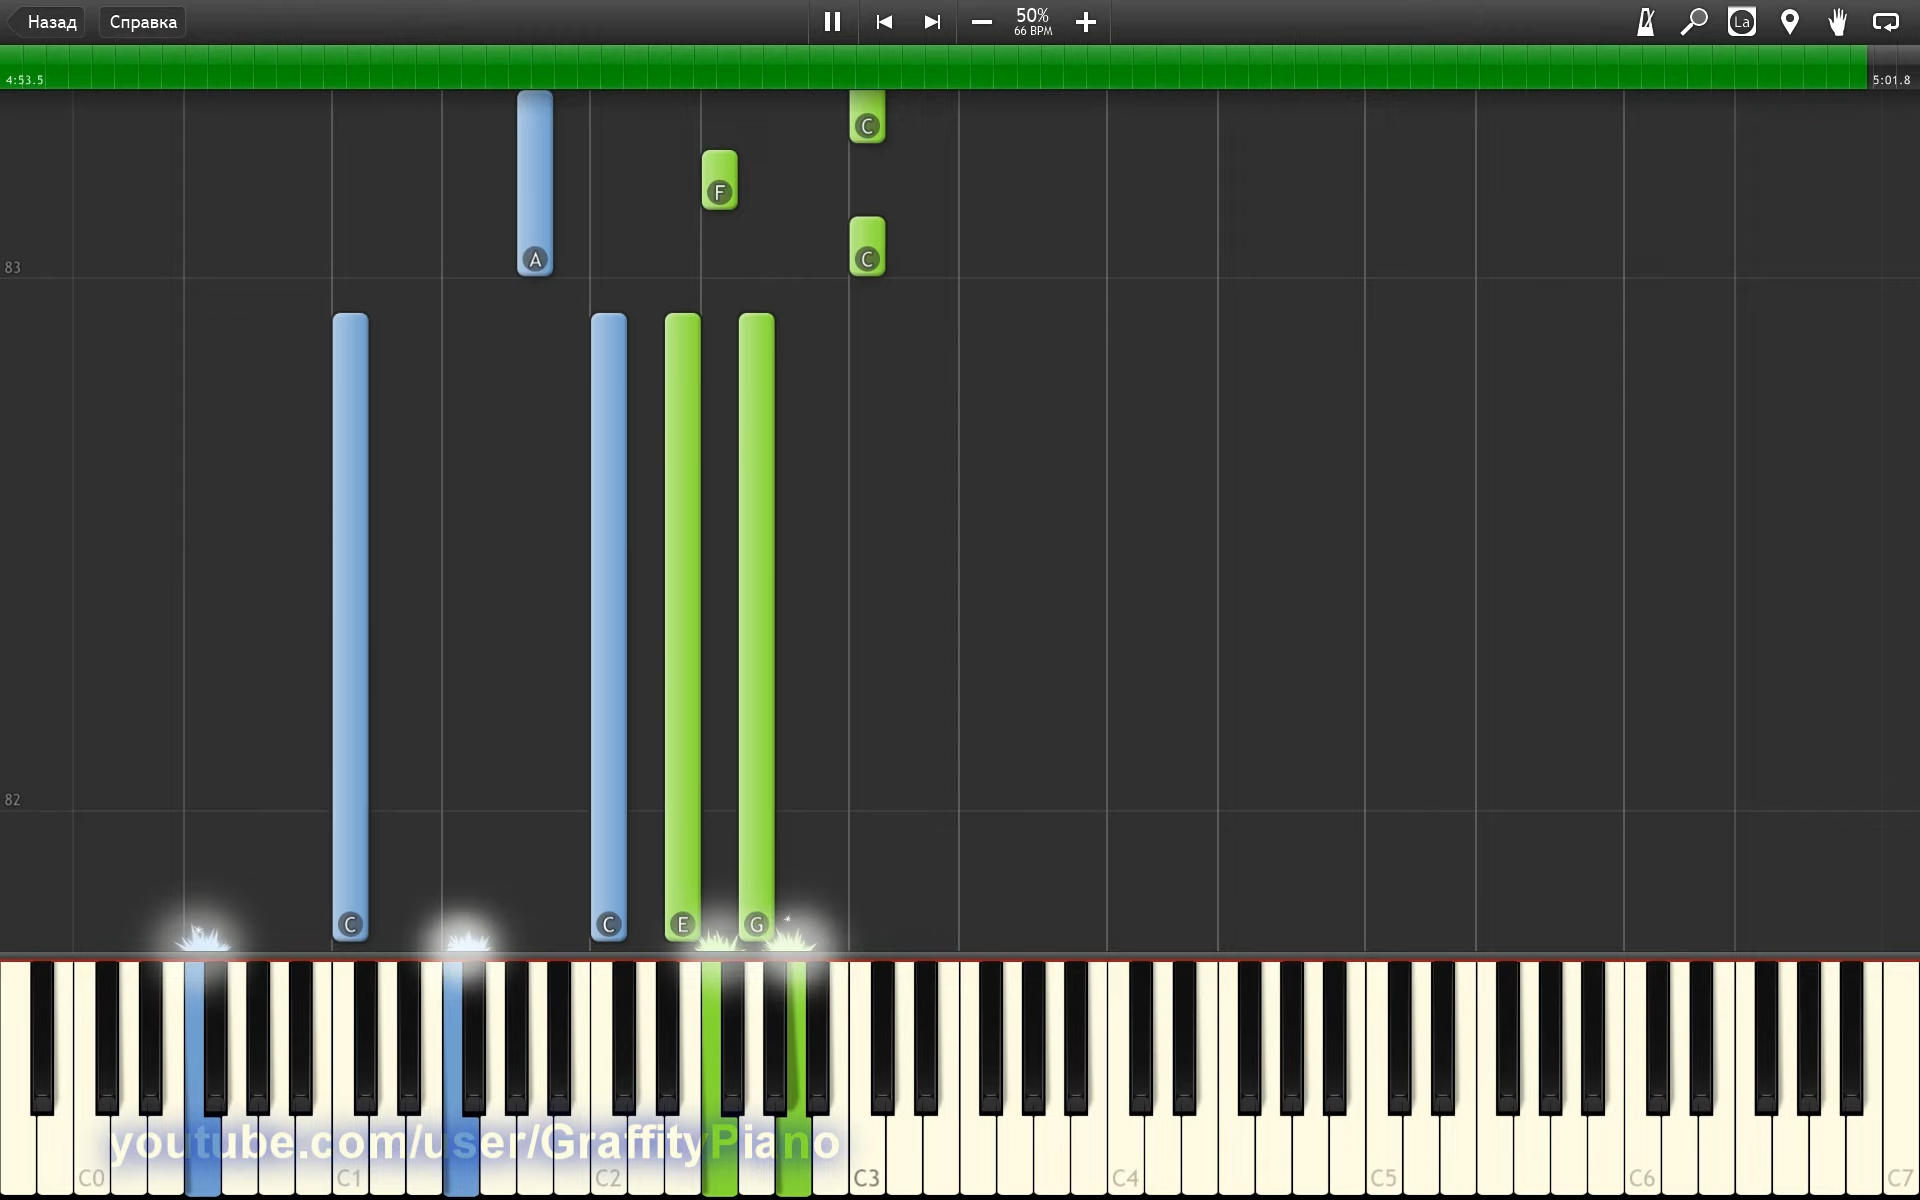 Назад Справка 50% La
66 BPM
4:53.5 5:01.8
C
F
A C
83
82
C C E G
youtube.com/user/GraffityPiano
C0 C1 C2 C3 C4 C5 C6 C7